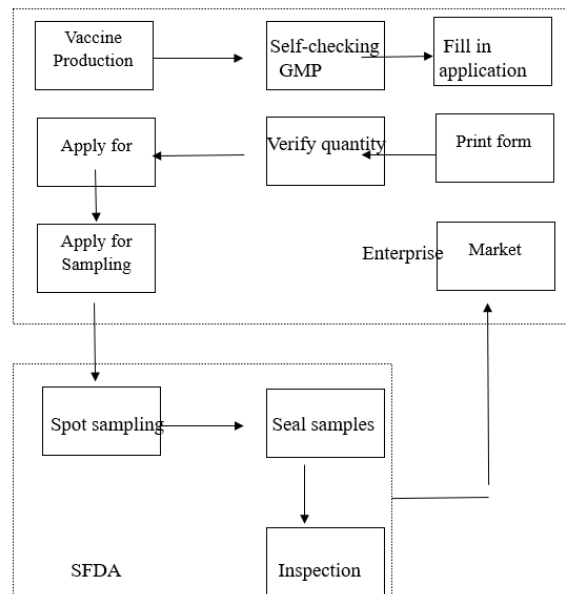 Vaccine
Production
Self-checking
GMP
Fill in
application
Apply for
Verify quantity
Print form
Apply for
Sampling
Enterprise
Market
Spot sampling
Seal samples
SFDA
Inspection